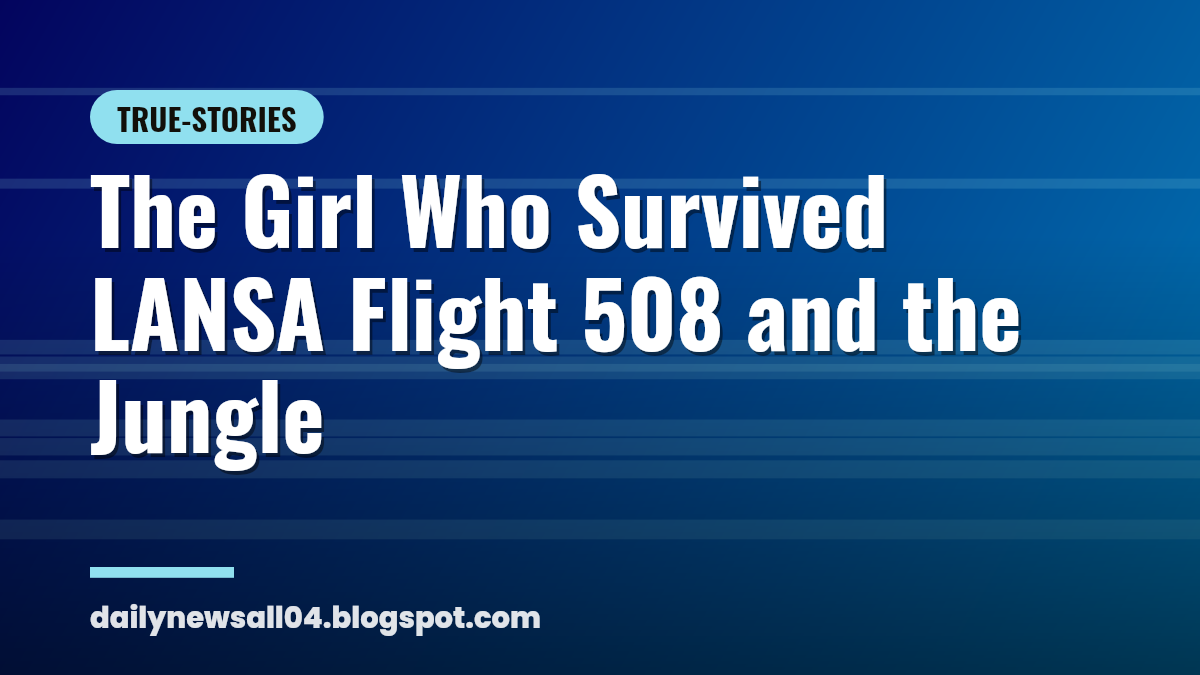 TRUE-STORIES
The Girl Who Survived
LANSA Flight 508 and the
Jungle
dailynewsall04.blogspot.com